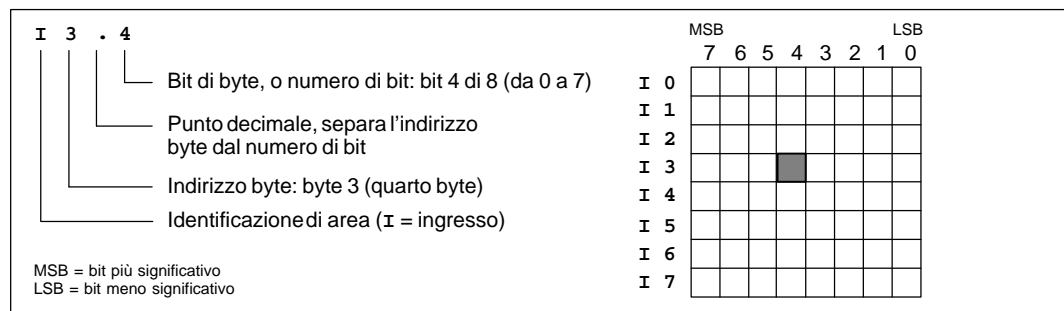 I 3 . 4
Bit di byte, o numero di bit: bit 4 di 8 (da 0 a 7)
Punto decimale, separa l'indirizzo
byte dal numero di bit
Indirizzo byte: byte 3 (quarto byte)
Identificazione di area (I = ingresso)
MSB = bit più significativo
LSB = bit meno significativo
MSB LSB
7 6 5 4 3 2 1 0
I 0
I 1
I 2
I 3
I 4
I 5
I 6
I 7